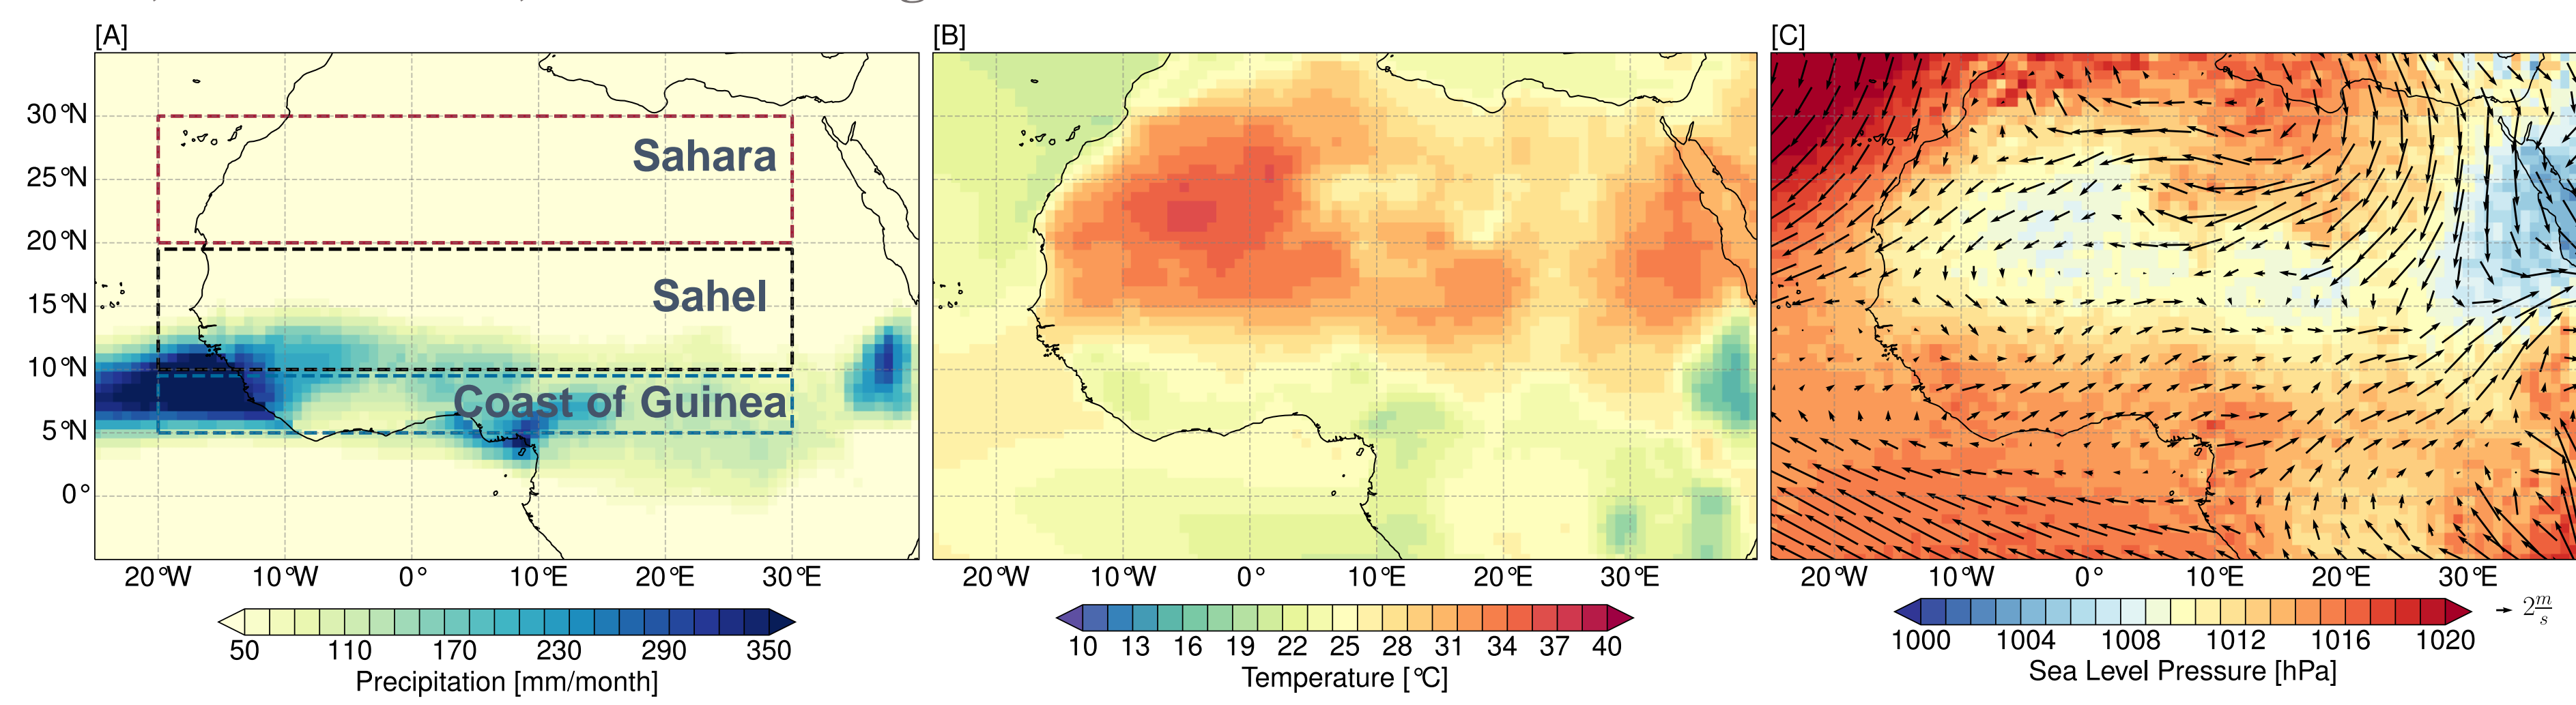 [A]
[B]
[C]
30°N
25°N
20°N
15°N
10°N
5°N
0°
Sahara
Sahel
Coast of Guinea
20°W 10°W 0° 10°E 20°E 30°E
20°W 10°W 0° 10°E 20°E 30°E
20°W 10°W 0° 10°E 20°E 30°E
50 110 170 230 290 350
Precipitation [mm/month]
10 13 16 19 22 25 28 31 34 37 40
Temperature [°C]
1000 1004 1008 1012 1016 1020
Sea Level Pressure [hPa]
2 m/s